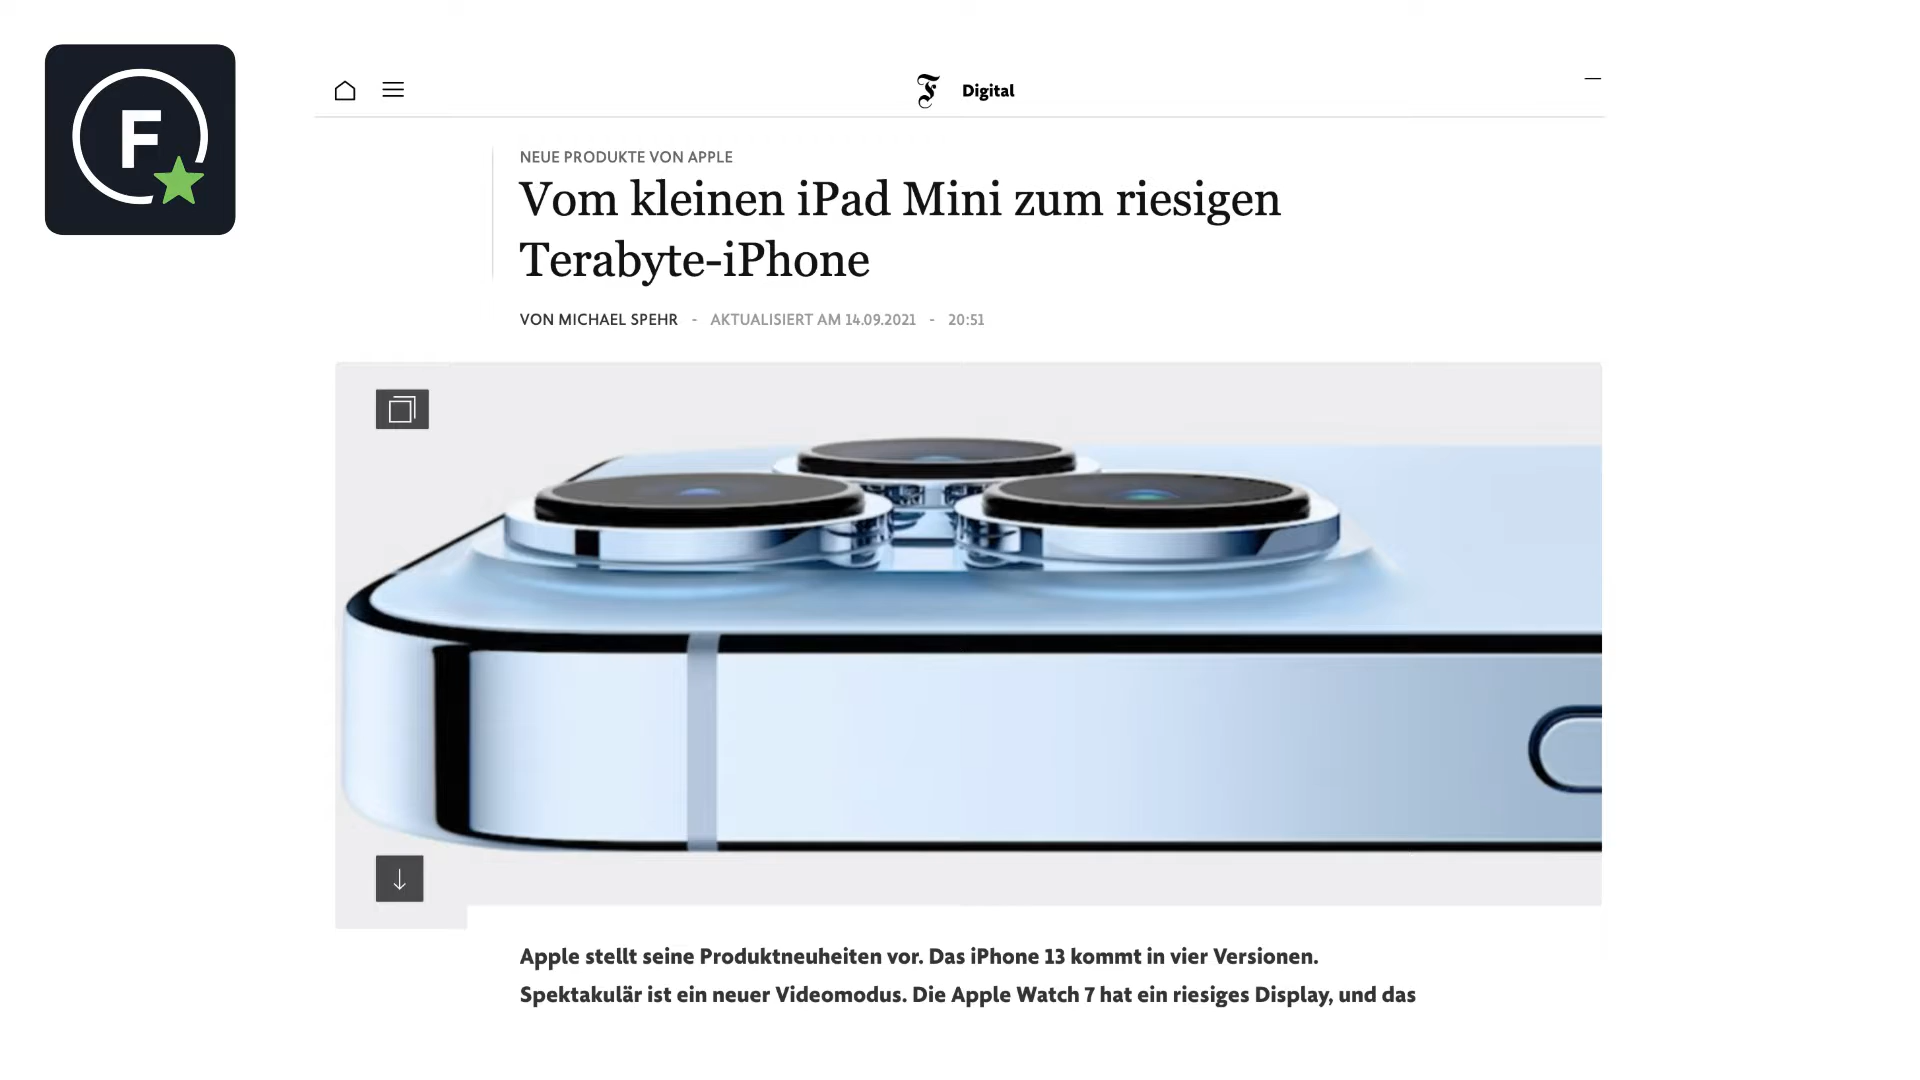 F
F Digital
NEUE PRODUKTE VON APPLE
Vom kleinen iPad Mini zum riesigen
Terabyte-iPhone
VON MICHAEL SPEHR - AKTUALISIERT AM 14.09.2021 - 20:51
Apple stellt seine Produktneuheiten vor. Das iPhone 13 kommt in vier Versionen.
Spektakulär ist ein neuer Videomodus. Die Apple Watch 7 hat ein riesiges Display, und das